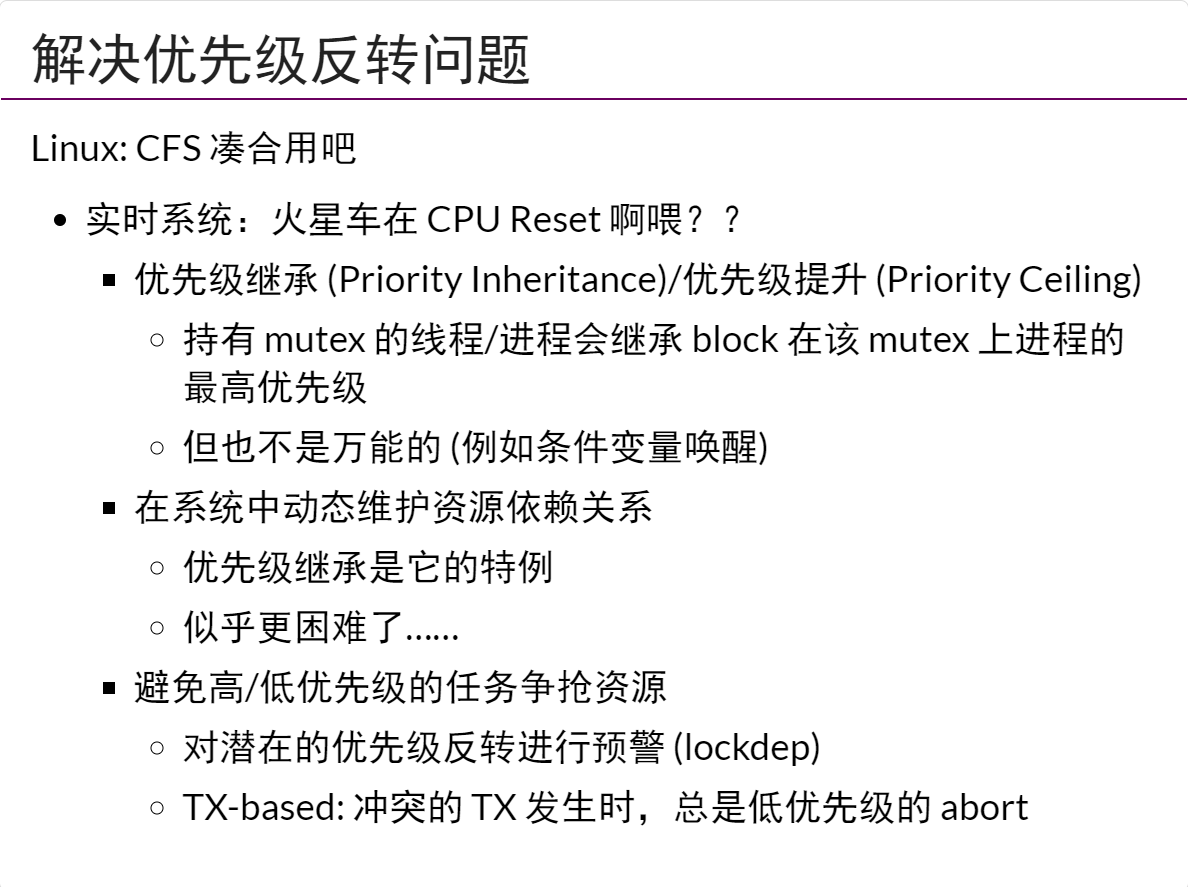 解决优先级反转问题
Linux: CFS 凑合用吧
实时系统：火星车在 CPU Reset 啊喂？？
优先级继承 (Priority Inheritance)/优先级提升 (Priority Ceiling)
持有 mutex 的线程/进程会继承 block 在该 mutex 上进程的
最高优先级
但也不是万能的 (例如条件变量唤醒)
在系统中动态维护资源依赖关系
优先级继承是它的特例
似乎更困难了……
避免高/低优先级的任务争抢资源
对潜在的优先级反转进行预警 (lockdep)
TX-based: 冲突的 TX 发生时，总是低优先级的 abort